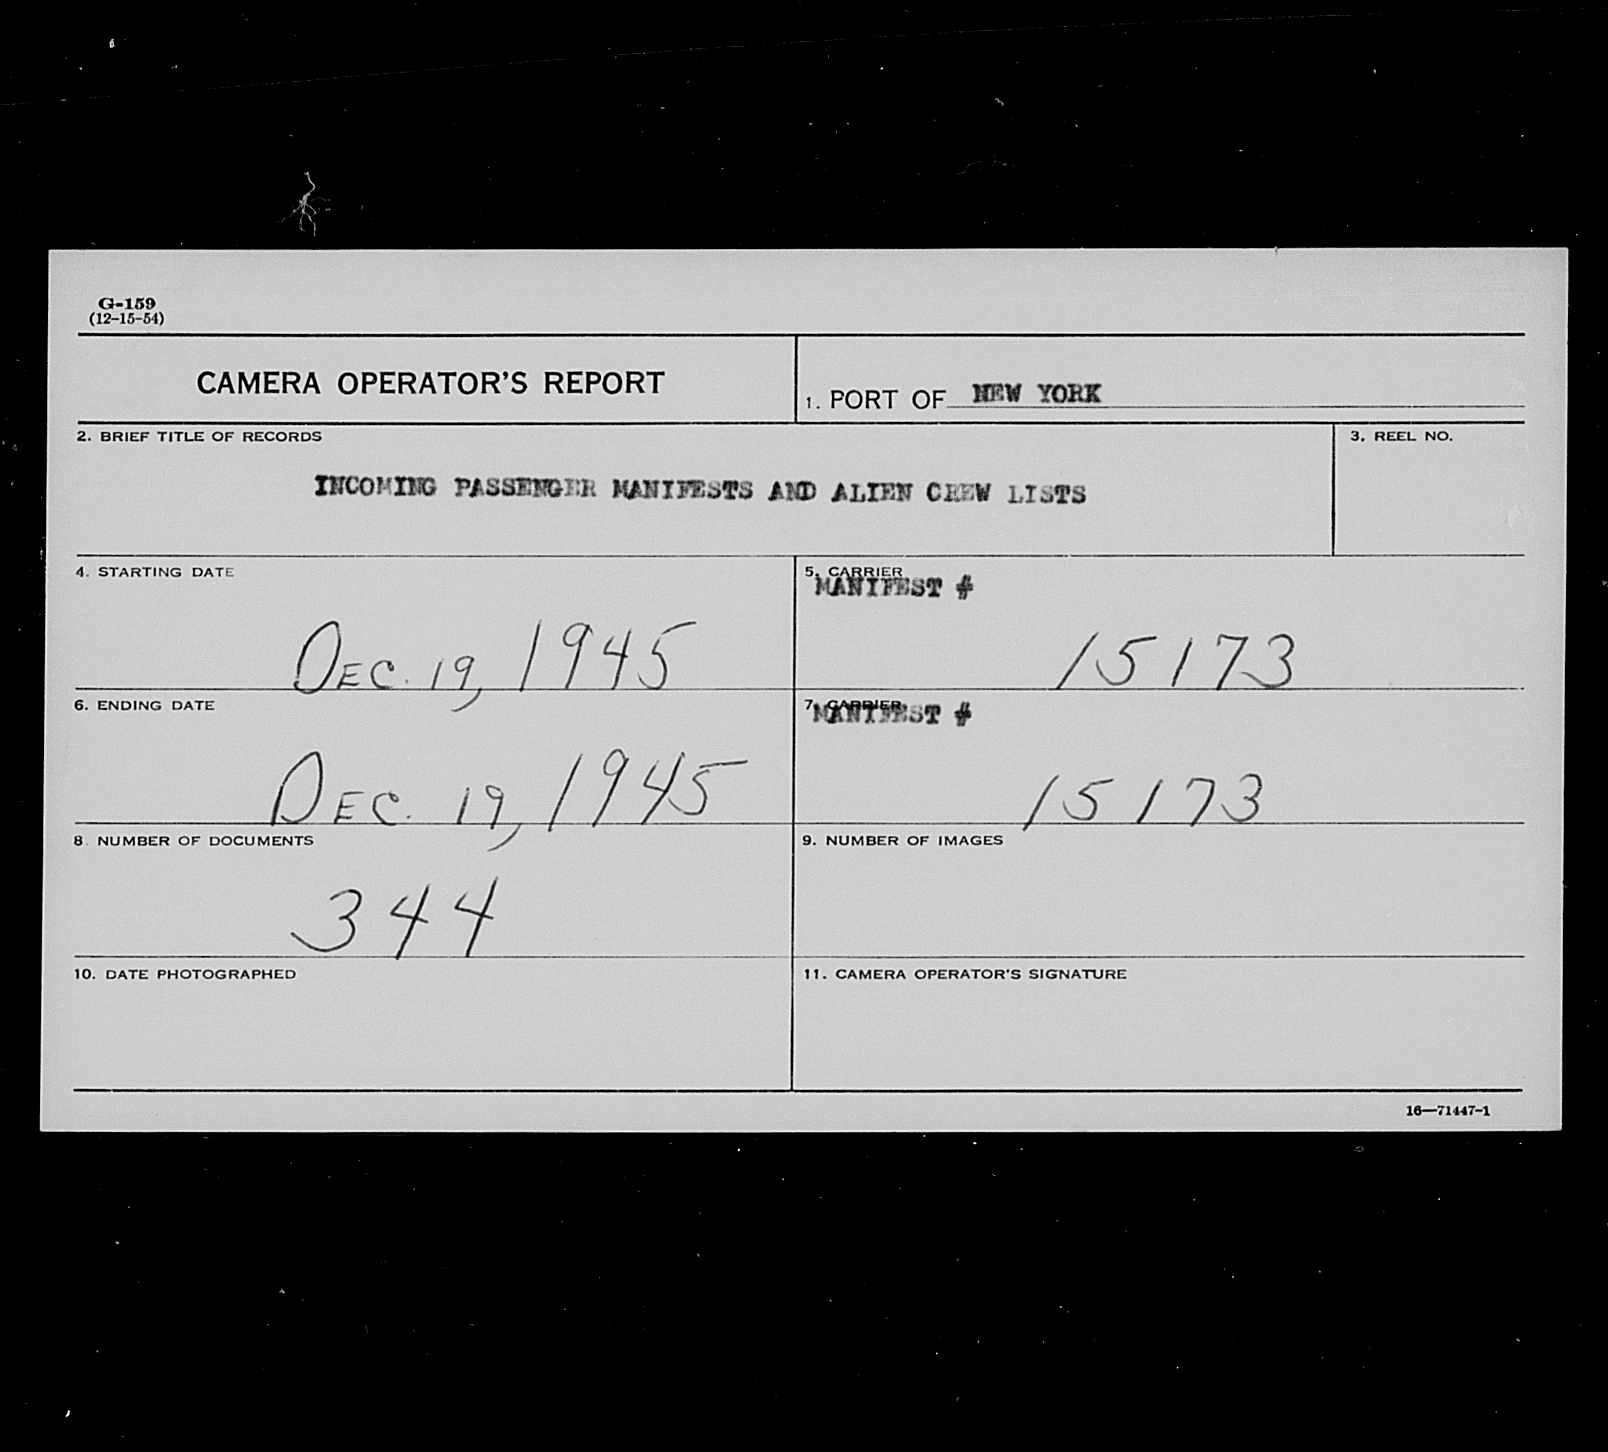 G-159
(12-15-54)
CAMERA OPERATOR'S REPORT
1. PORT OF NEW YORK
2. BRIEF TITLE OF RECORDS
3. REEL NO.
INCOMING PASSENGER MANIFESTS AND ALIEN CREW LISTS
4. STARTING DATE
5. CARRIER
MANIFEST #
DEC. 19, 1945
15173
6. ENDING DATE
7. CARRIER
MANIFEST #
DEC. 19, 1945
15173
8. NUMBER OF DOCUMENTS
9. NUMBER OF IMAGES
344
10. DATE PHOTOGRAPHED
11. CAMERA OPERATOR'S SIGNATURE
16—71447-1